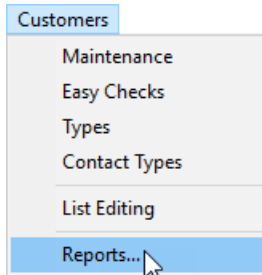 Customers
Maintenance
Easy Checks
Types
Contact Types
List Editing
Reports...